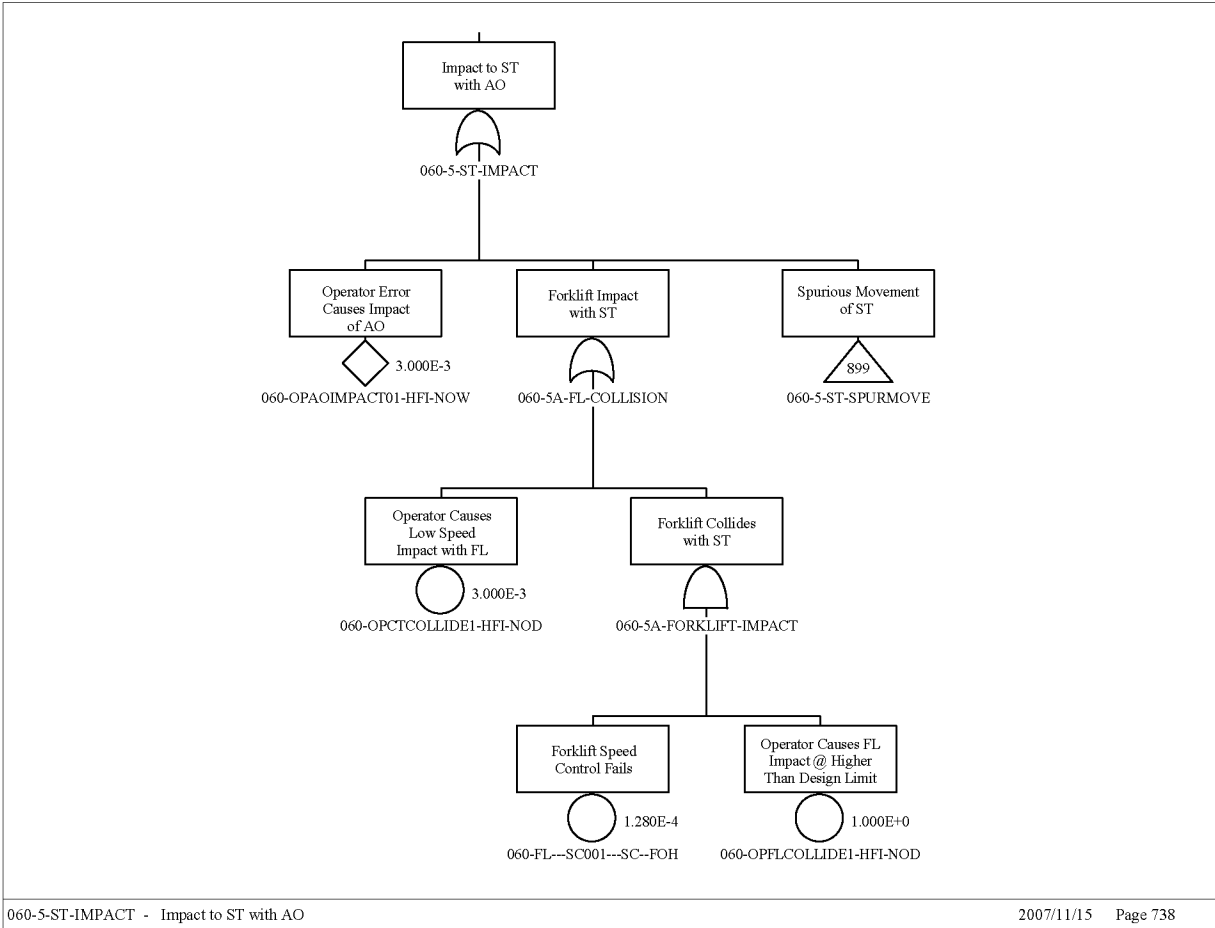 Impact to ST
with AO
060-5-ST-IMPACT
Operator Error
Causes Impact
of AO
3.000E-3
060-OPAOIMPACT01-HFI-NOW
Forklift Impact
with ST
060-5A-FL-COLLISION
Spurious Movement
of ST
899
060-5-ST-SPURMOVE
Operator Causes
Low Speed
Impact with FL
3.000E-3
060-OPCTCOLLIDE1-HFI-NOD
Forklift Collides
with ST
060-5A-FORKLIFT-IMPACT
Forklift Speed
Control Fails
1.280E-4
060-FL---SC001---SC--FOH
Operator Causes FL
Impact @ Higher
Than Design Limit
1.000E+0
060-OPFLCOLLIDE1-HFI-NOD
060-5-ST-IMPACT - Impact to ST with AO
2007/11/15 Page 738